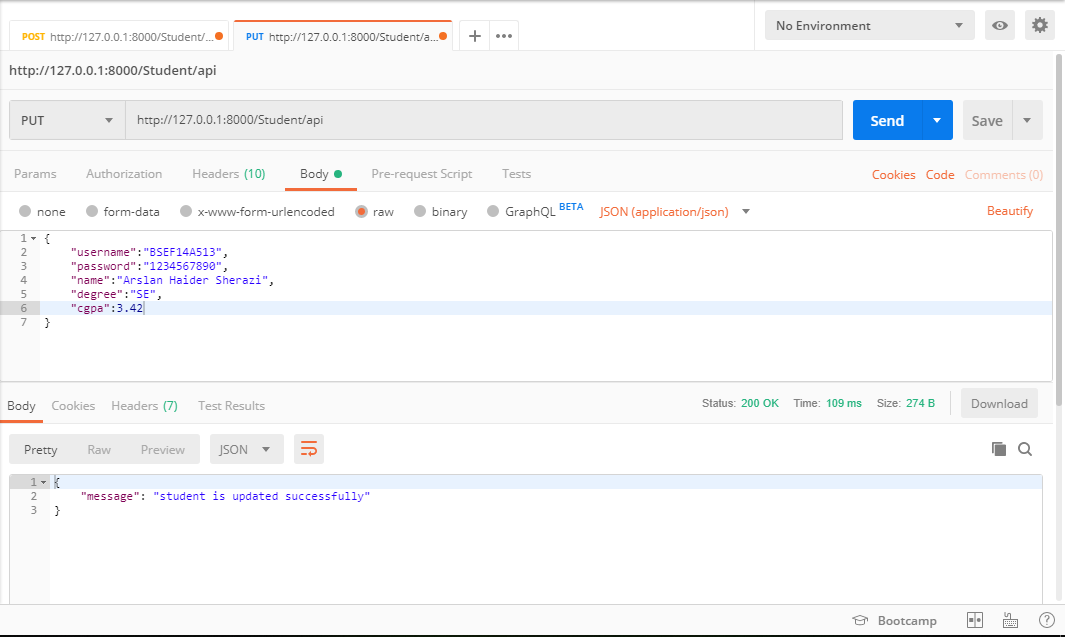 POST http://127.0.0.1:8000/Student/... PUT http://127.0.0.1:8000/Student/a... + ••• No Environment
http://127.0.0.1:8000/Student/api
PUT http://127.0.0.1:8000/Student/api Send Save
Params Authorization Headers (10) Body Pre-request Script Tests Cookies Code Comments (0)
none form-data x-www-form-urlencoded raw binary GraphQL BETA JSON (application/json) Beautify
1 {
2 "username":"BSEF14A513",
3 "password":"1234567890",
4 "name":"Arslan Haider Sherazi",
5 "degree":"SE",
6 "cgpa":3.42
7 }
Body Cookies Headers (7) Test Results Status: 200 OK Time: 109 ms Size: 274 B Download
Pretty Raw Preview JSON
1 {
2 "message": "student is updated successfully"
3 }
Bootcamp ?